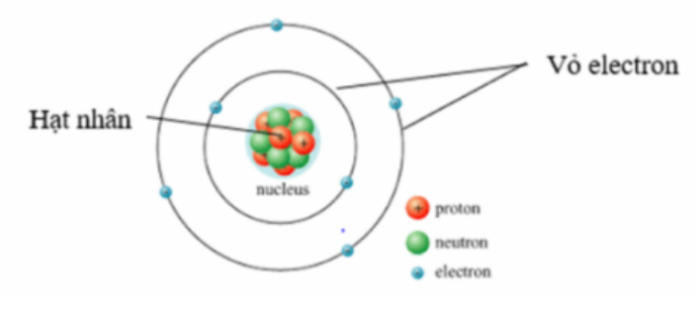 Vỏ electron
Hạt nhân
nucleus
+ proton
neutron
electron